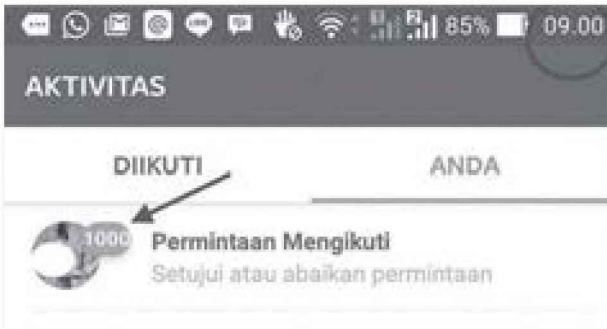 85% 09.00
AKTIVITAS
DIIKUTI ANDA
1000
Permintaan Mengikuti
Setujui atau abaikan permintaan